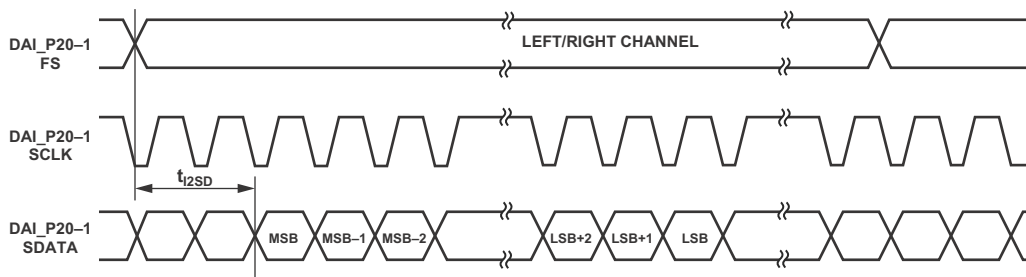 DAI_P20–1
FS
LEFT/RIGHT CHANNEL
DAI_P20–1
SCLK
tI2SD
DAI_P20–1
SDATA
MSB
MSB–1
MSB–2
LSB+2
LSB+1
LSB